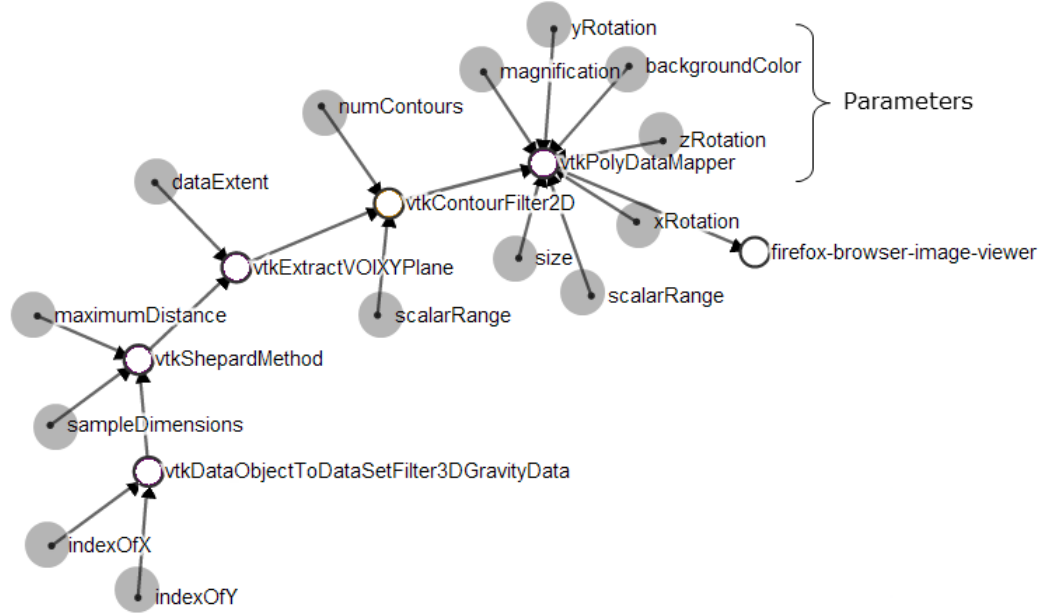 yRotation
magnification
backgroundColor
Parameters
numContours
zRotation
vtkPolyDataMapper
dataExtent
vtkContourFilter2D
xRotation
firefox-browser-image-viewer
size
vtkExtractVOIXYPlane
scalarRange
maximumDistance
scalarRange
vtkShepardMethod
sampleDimensions
vtkDataObjectToDataSetFilter3DGravityData
indexOfX
indexOfY